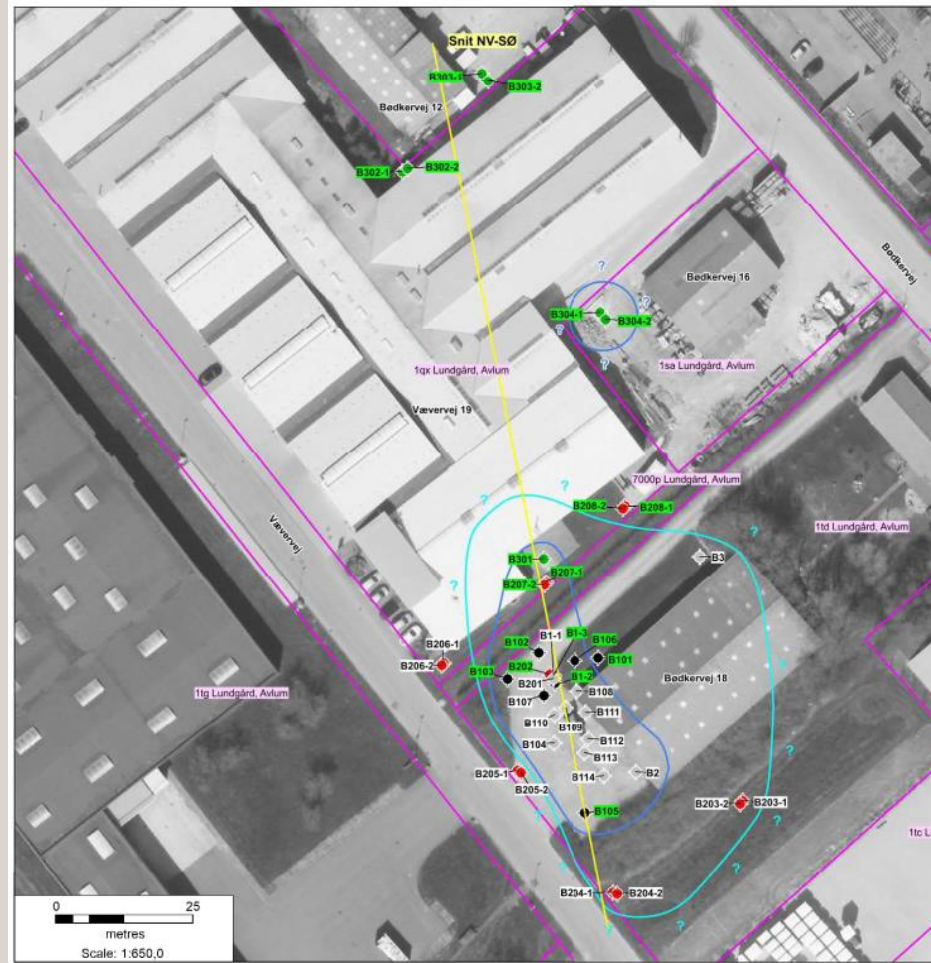 Snit NV-SØ
B303-1
B303-2
Bødkervej 12
B302-1
B302-2
Bødkervej
Bødkervej 16
?
?
B304-1
B304-2
?
?
1qx Lundgård, Avlum
1sa Lundgård, Avlum
Vævervej 19
7000p Lundgård, Avlum
?
?
B208-2
B208-1
1td Lundgård, Avlum
Vævervej
?
B301
B3
B207-1
B207-2
?
B1-1
B1-3
B106
B102
B206-1
B202
B101
B206-2
B103
B201
B1-2
Bødkervej 18
1tg Lundgård, Avlum
B107
B108
B110
B109
B111
B104
B112
?
B113
B205-1
B114
B2
B205-2
B203-2
B203-1
?
B105
?
1tc L
?
B204-1
B204-2
?
?
0
25
metres
Scale: 1:650,0